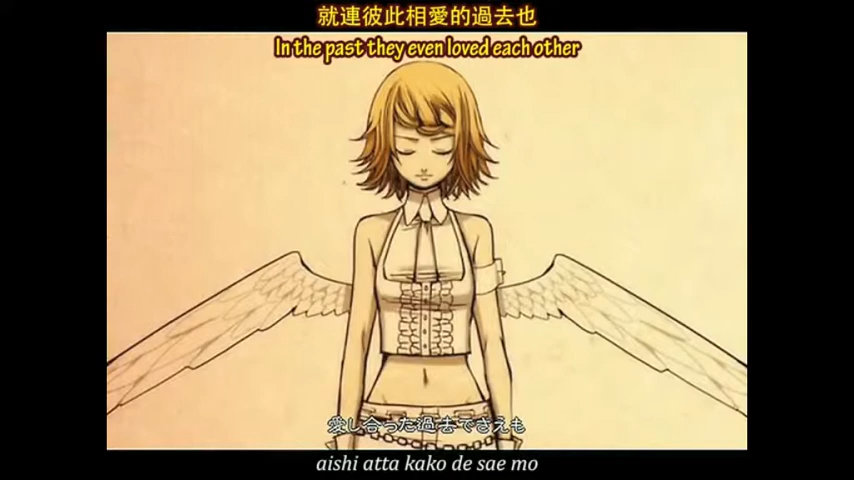 就連彼此相愛的過去也
In the past they even loved each other
愛し合った過去でさえも
aishi atta kako de sae mo